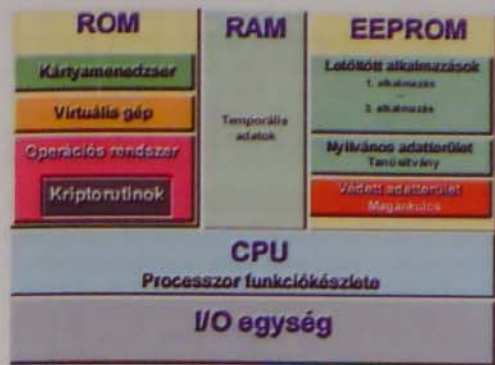 ROM
Kártyamenedzser
Virtuális gép
Operációs rendszer
Kriptorutinok
RAM
Temporális
adatok
EEPROM
Letöltött alkalmazások
1. alkalmazás
...
3. alkalmazás
Nyilvános adatterület
Tanúsítvány
Védett adatterület
Magánkulcs
CPU
Processzor funkciókészlete
I/O egység